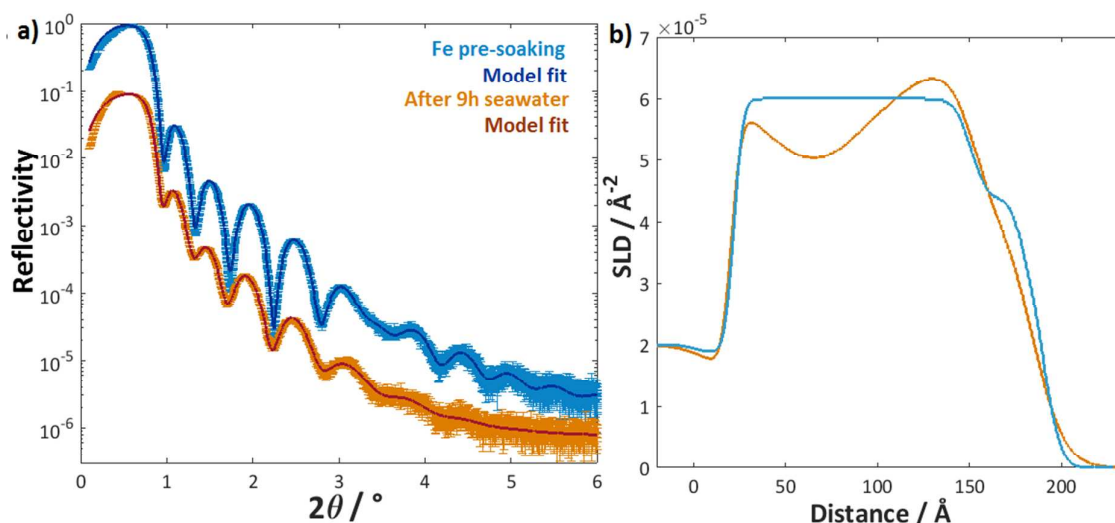 a)
10⁰
10⁻¹
10⁻²
10⁻³
10⁻⁴
10⁻⁵
10⁻⁶
Reflectivity
Fe pre-soaking
Model fit
After 9h seawater
Model fit
0 1 2 3 4 5 6
2θ / °
b)
×10⁻⁵
7
6
5
4
3
2
1
0
SLD / Å⁻²
0 50 100 150 200
Distance / Å